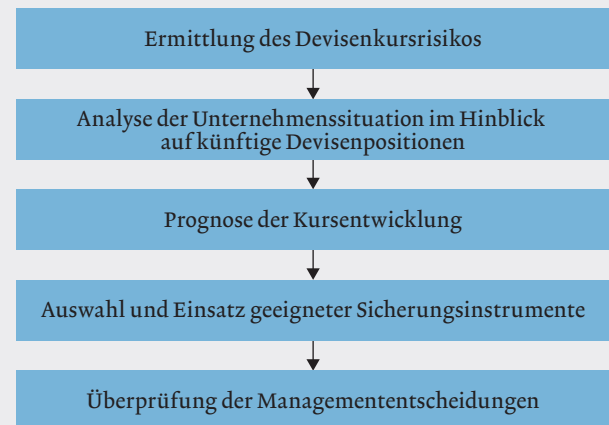 Ermittlung des Devisenkursrisikos
Analyse der Unternehmenssituation im Hinblick
auf künftige Devisenpositionen
Prognose der Kursentwicklung
Auswahl und Einsatz geeigneter Sicherungsinstrumente
Überprüfung der Managemententscheidungen